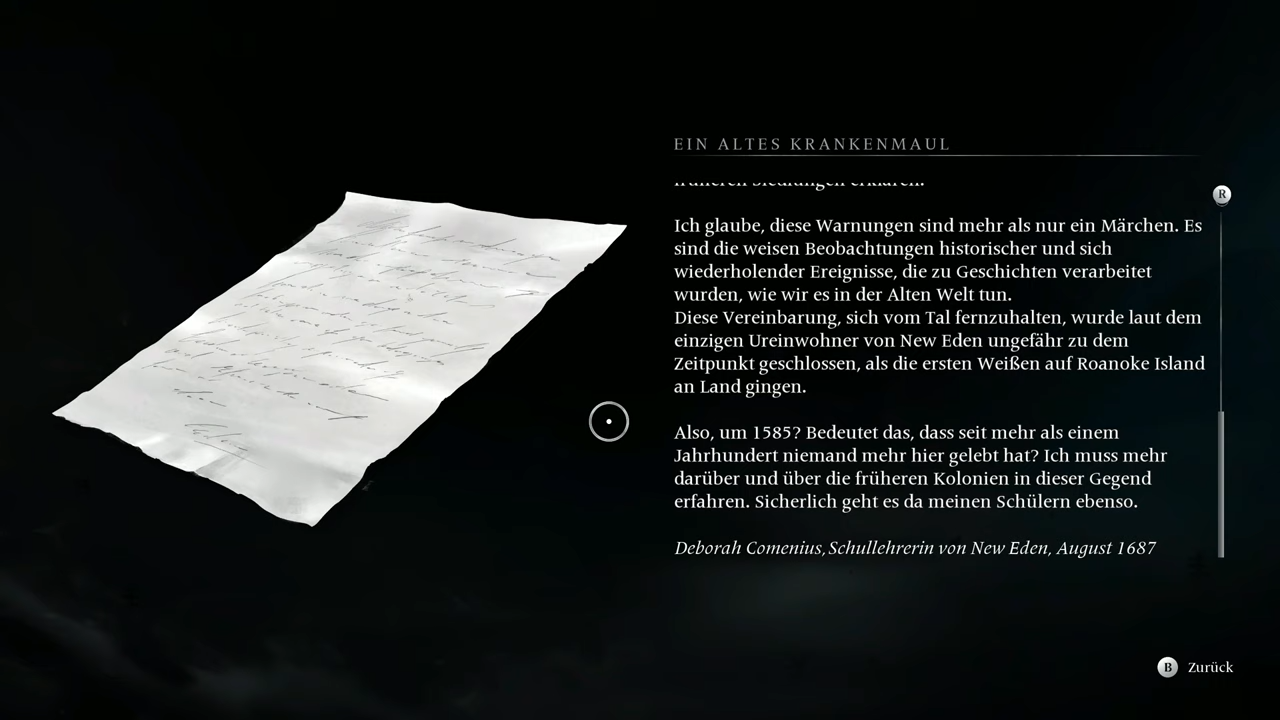 EIN ALTES KRANKENMAUL
früheren Siedlungen erklären.
R
Ich glaube, diese Warnungen sind mehr als nur ein Märchen. Es
sind die weisen Beobachtungen historischer und sich
wiederholender Ereignisse, die zu Geschichten verarbeitet
wurden, wie wir es in der Alten Welt tun.
Diese Vereinbarung, sich vom Tal fernzuhalten, wurde laut dem
einzigen Ureinwohner von New Eden ungefähr zu dem
Zeitpunkt geschlossen, als die ersten Weißen auf Roanoke Island
an Land gingen.
Also, um 1585? Bedeutet das, dass seit mehr als einem
Jahrhundert niemand mehr hier gelebt hat? Ich muss mehr
darüber und über die früheren Kolonien in dieser Gegend
erfahren. Sicherlich geht es da meinen Schülern ebenso.
Deborah Comenius, Schullehrerin von New Eden, August 1687
B Zurück